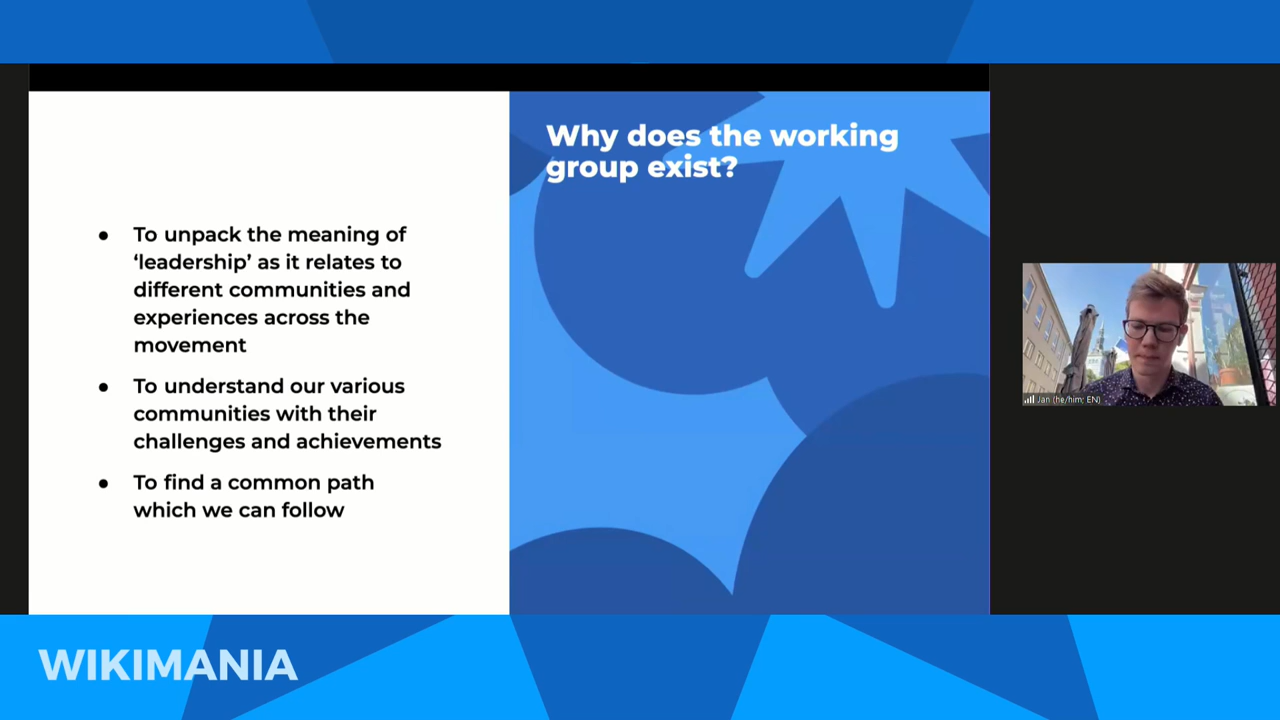 Why does the working
group exist?
● To unpack the meaning of
‘leadership’ as it relates to
different communities and
experiences across the
movement
● To understand our various
communities with their
challenges and achievements
● To find a common path
which we can follow
Jan (he/him; EN)
WIKIMANIA